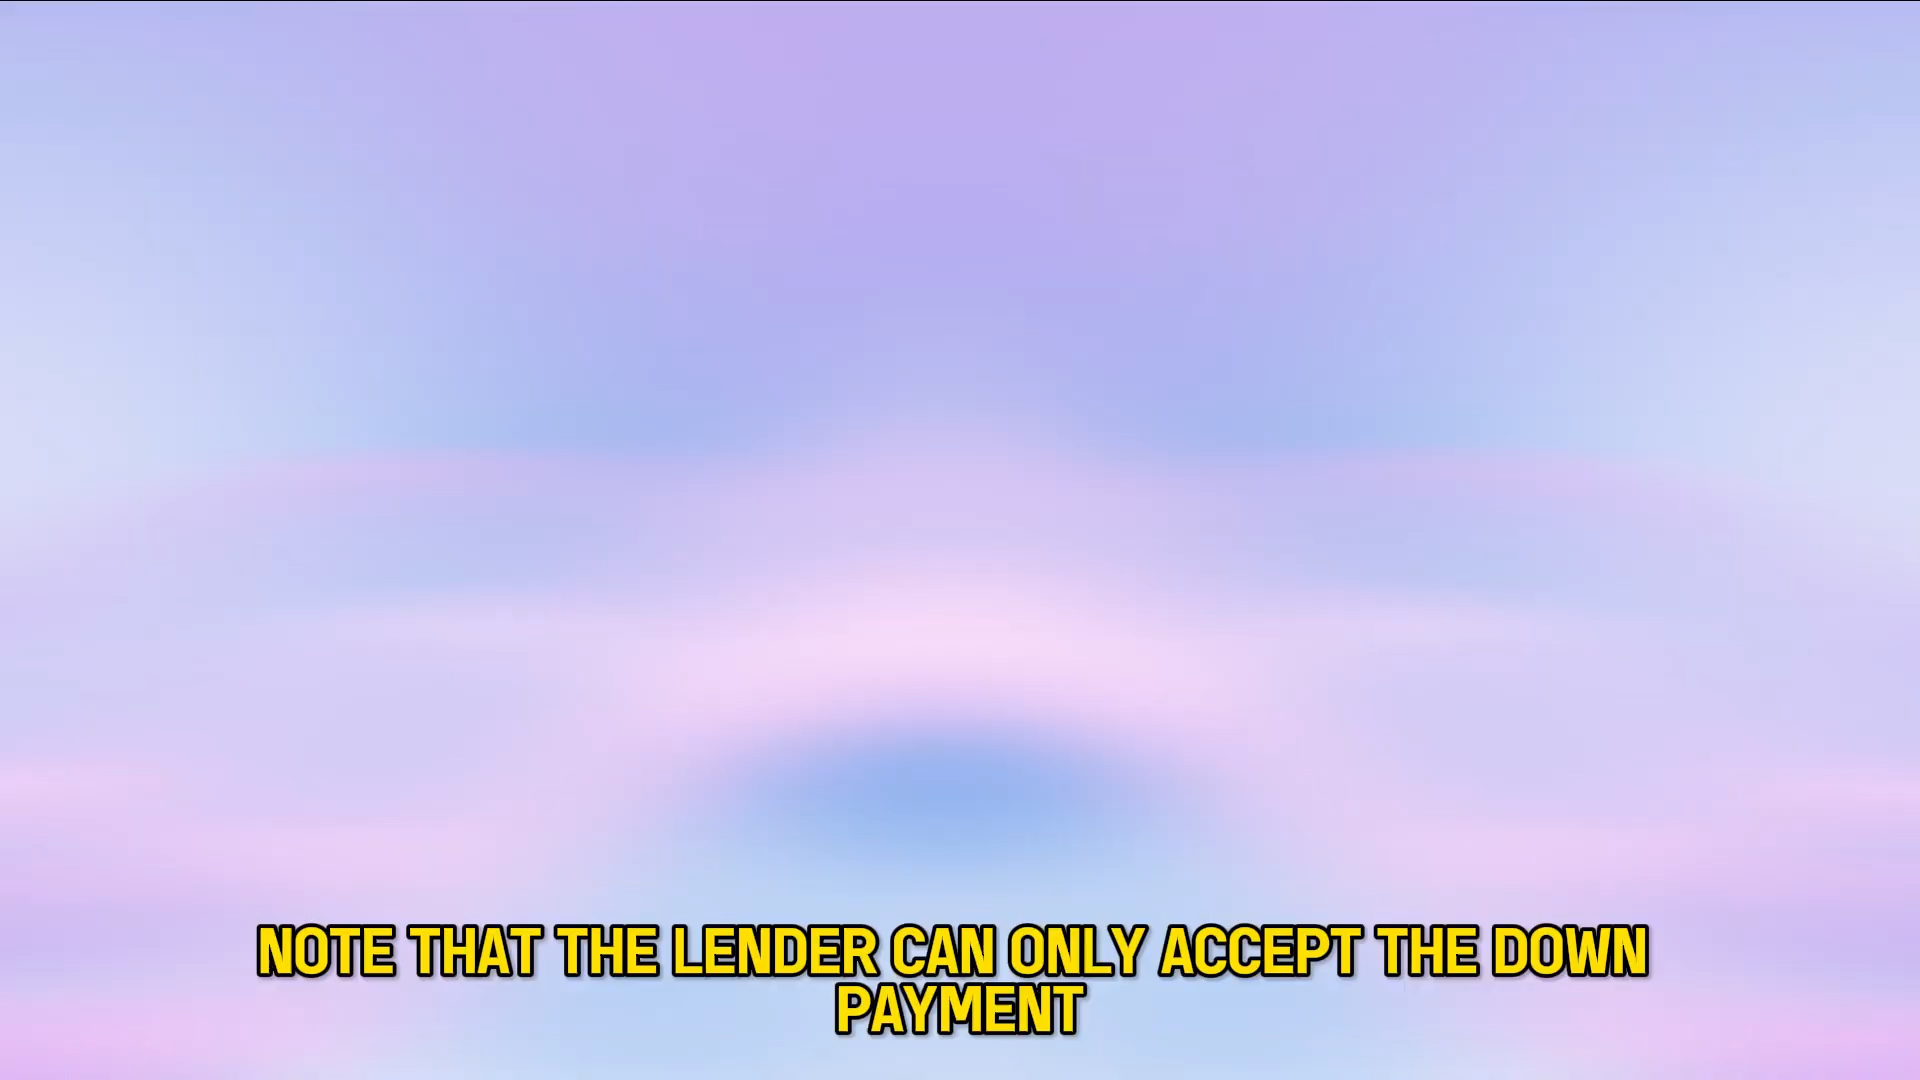 NOTE THAT THE LENDER CAN ONLY ACCEPT THE DOWN
PAYMENT